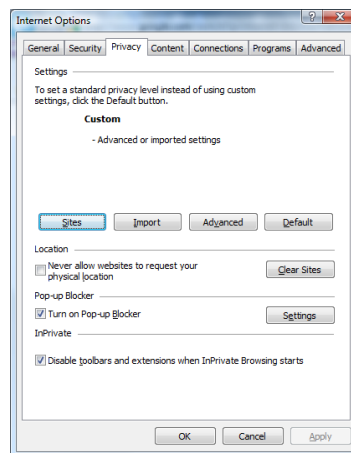 Internet Options
General Security Privacy Content Connections Programs Advanced
Settings
To set a standard privacy level instead of using custom
settings, click the Default button.
Custom
- Advanced or imported settings
Sites Import Advanced Default
Location
Never allow websites to request your
physical location
Clear Sites
Pop-up Blocker
Turn on Pop-up Blocker
Settings
InPrivate
Disable toolbars and extensions when InPrivate Browsing starts
OK Cancel Apply